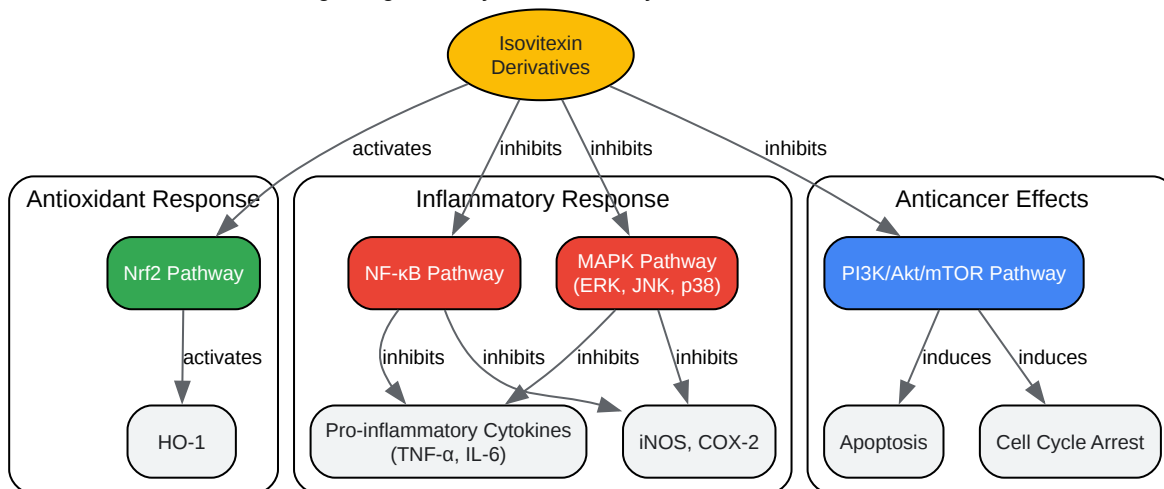 Isovitexin
Derivatives
activates
inhibits
inhibits
inhibits
Antioxidant Response
Inflammatory Response
Anticancer Effects
Nrf2 Pathway
NF-κB Pathway
MAPK Pathway
(ERK, JNK, p38)
PI3K/Akt/mTOR Pathway
activates
inhibits
inhibits
inhibits
inhibits
induces
induces
HO-1
Pro-inflammatory Cytokines
(TNF-α, IL-6)
iNOS, COX-2
Apoptosis
Cell Cycle Arrest